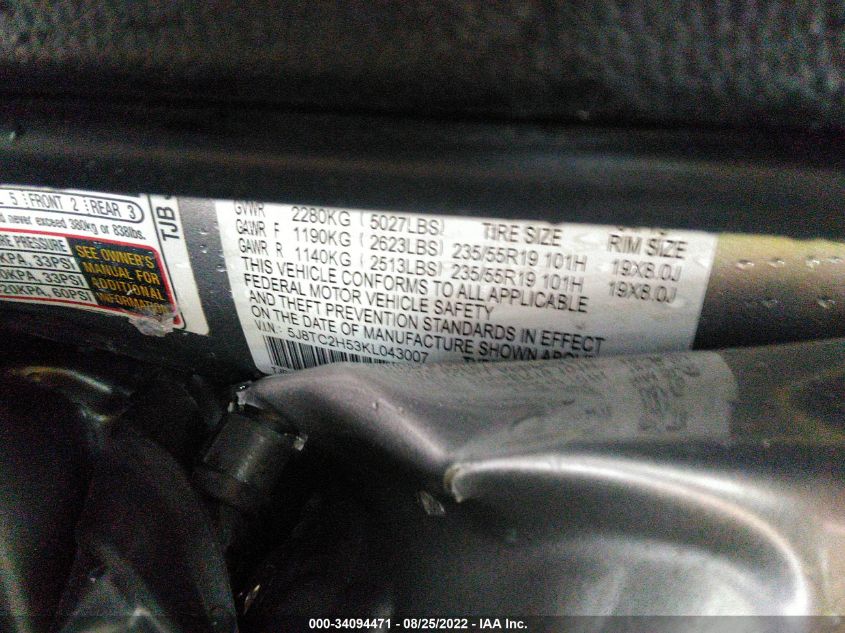 L 5 FRONT 2 REAR 3
d never exceed 380kg or 838lbs.
RE PRESSURE
KPA, 33PSI
0KPA, 33PSI
20KPA, 60PSI
SEE OWNER'S
MANUAL FOR
ADDITIONAL
INFORMATION
TJB
GVWR 2280KG (5027LBS) TIRE SIZE RIM SIZE
GAWR F 1190KG (2623LBS) 235/55R19 101H 19X8.0J
GAWR R 1140KG (2513LBS) 235/55R19 101H 19X8.0J
THIS VEHICLE CONFORMS TO ALL APPLICABLE
FEDERAL MOTOR VEHICLE SAFETY
AND THEFT PREVENTION STANDARDS IN EFFECT
ON THE DATE OF MANUFACTURE SHOWN ABOVE
VIN: 5J8TC2H53KL043007
000-34094471 - 08/25/2022 - IAA Inc.